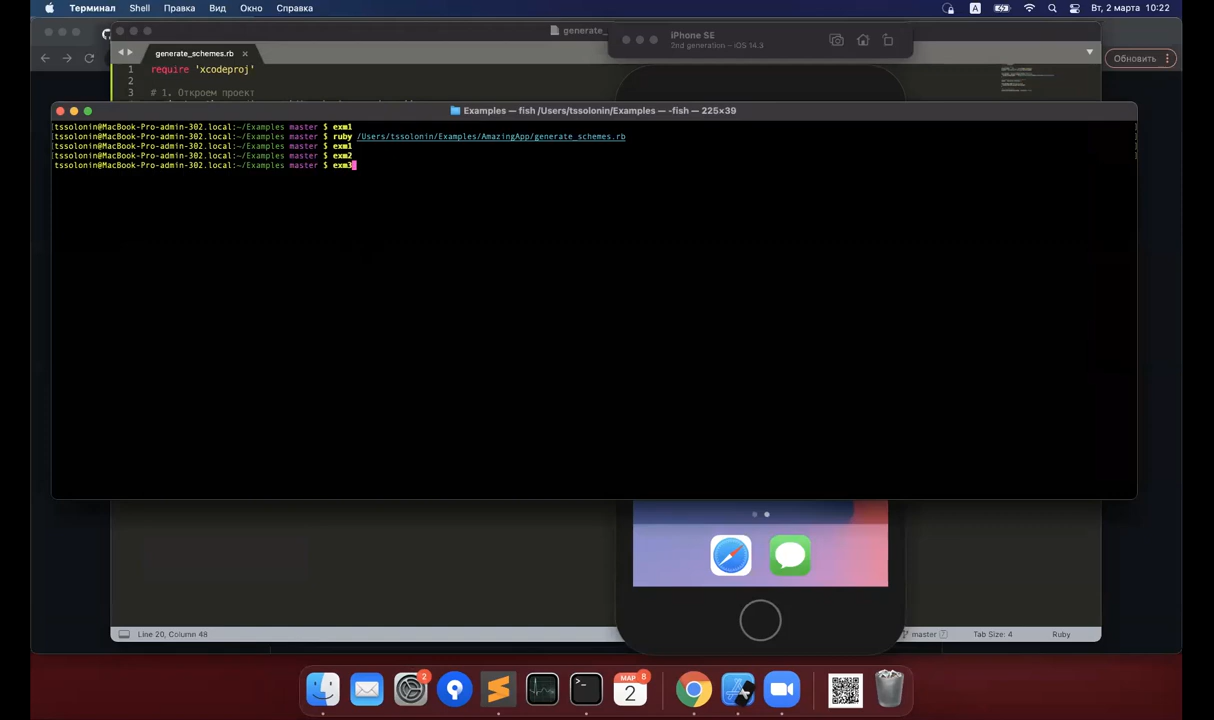 Терминал Shell Правка Вид Окно Справка
A Вт, 2 марта 10:22
generate_
iPhone SE
2nd generation – iOS 14.3
generate_schemes.rb
Обновить
1 require 'xcodeproj'
2
3 # 1. Откроем проект
Examples — fish /Users/tssolonin/Examples — -fish — 225×39
tssolonin@MacBook-Pro-admin-302.local:~/Examples master $ exm1
tssolonin@MacBook-Pro-admin-302.local:~/Examples master $ ruby /Users/tssolonin/Examples/AmazingApp/generate_schemes.rb
tssolonin@MacBook-Pro-admin-302.local:~/Examples master $ exm1
tssolonin@MacBook-Pro-admin-302.local:~/Examples master $ exm2
tssolonin@MacBook-Pro-admin-302.local:~/Examples master $ exm3
Line 20, Column 48
master 7 Tab Size: 4 Ruby
2
МАР 8
2